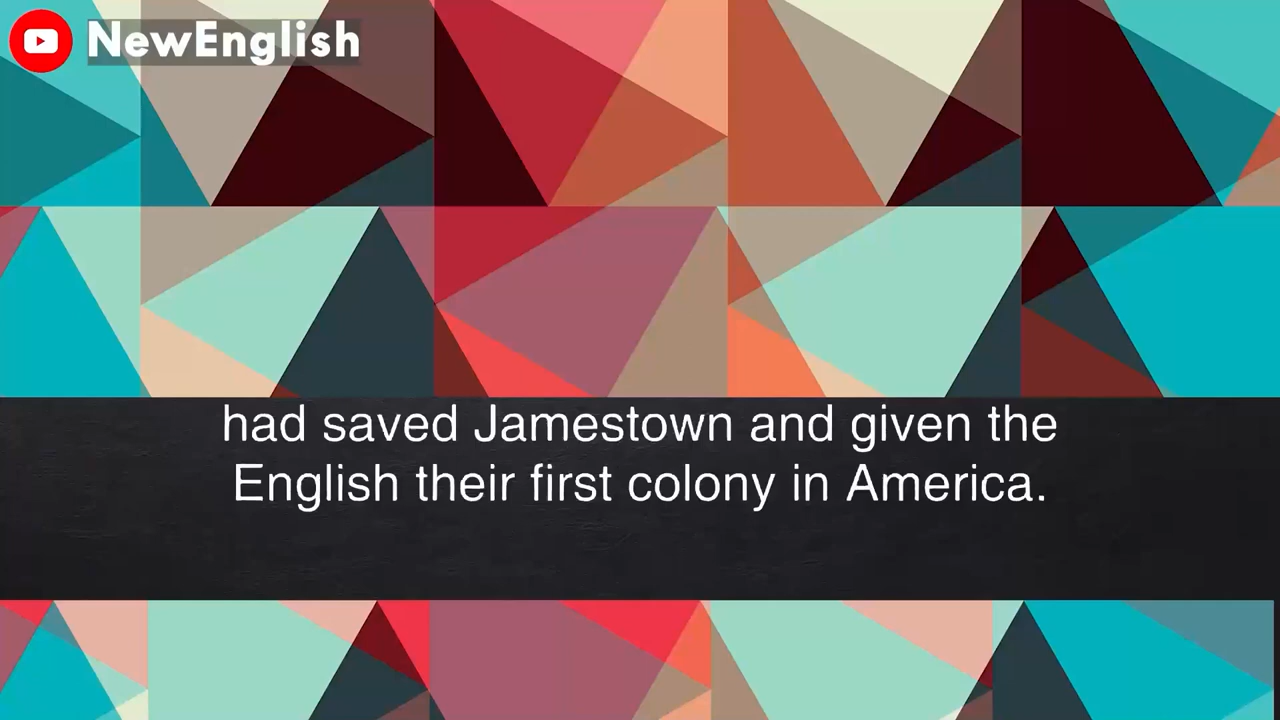 NewEnglish
had saved Jamestown and given the
English their first colony in America.